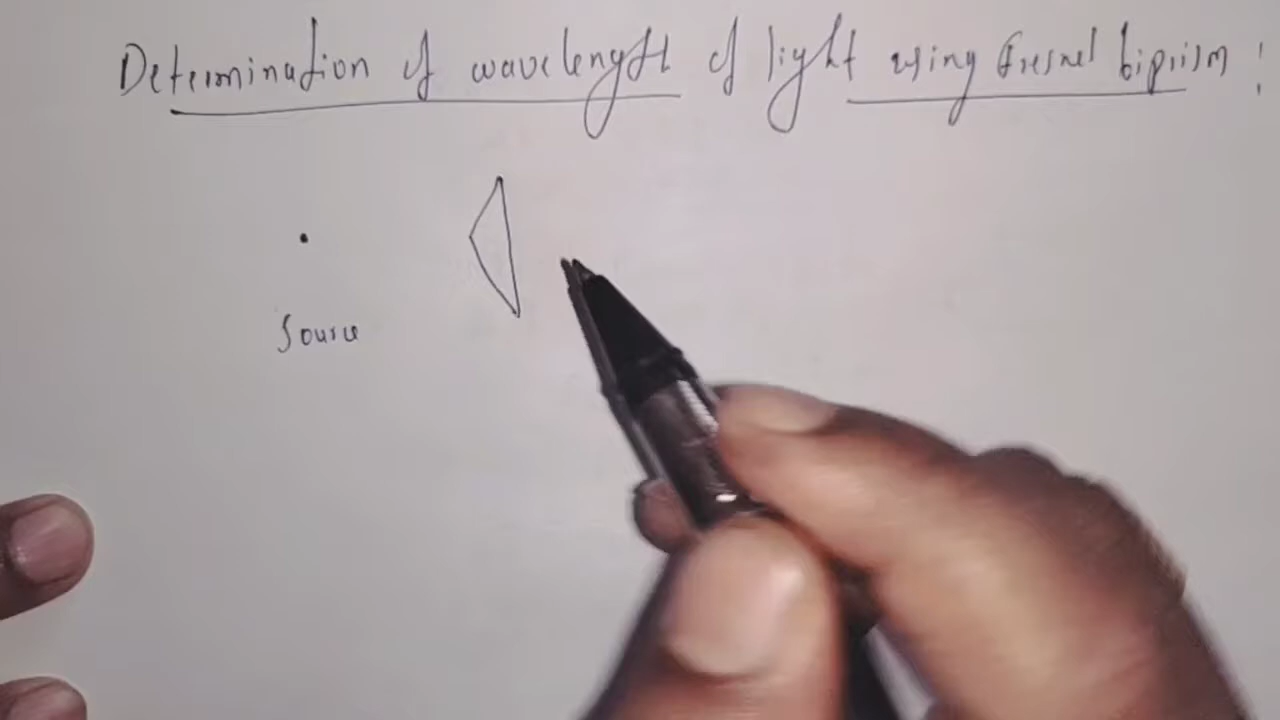 Determination of wavelength of light using Fresnel biprism :
Source